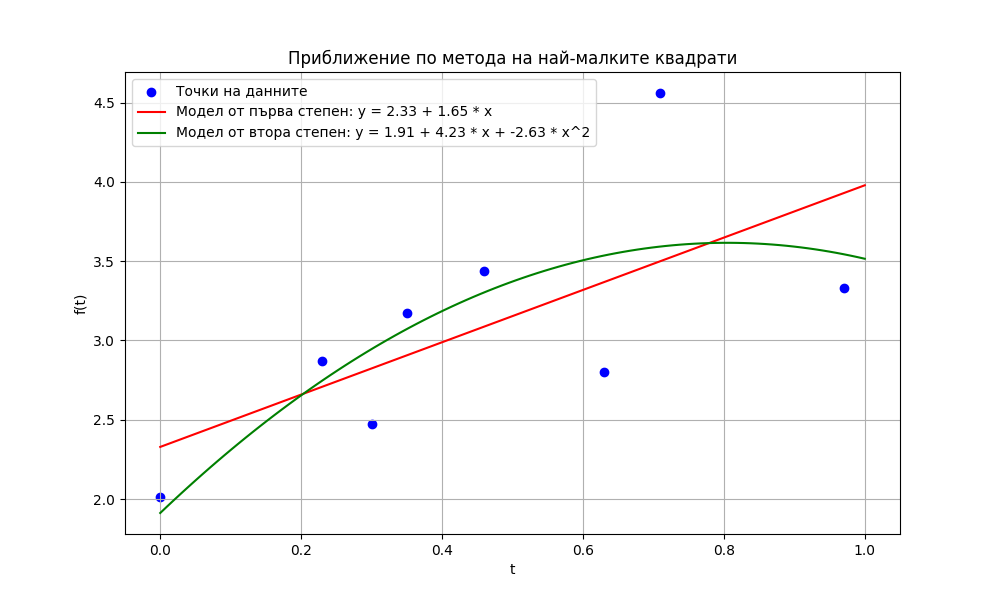 Приближение по метода на най-малките квадрати
Точки на данните
Модел от първа степен: y = 2.33 + 1.65 * x
Модел от втора степен: y = 1.91 + 4.23 * x + -2.63 * x^2
4.5
4.0
3.5
3.0
2.5
2.0
f(t)
0.0 0.2 0.4 0.6 0.8 1.0
t